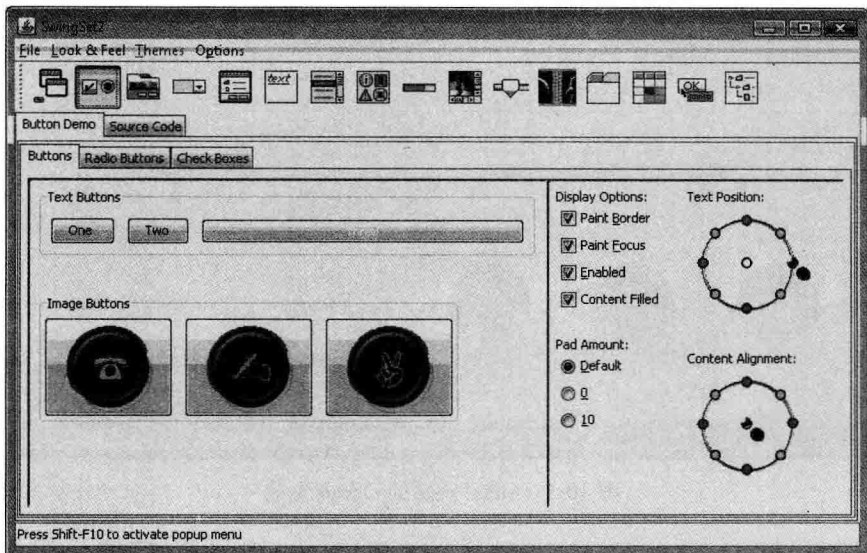 SwingSet2
File Look & Feel Themes Options
text
OK
Button Demo Source Code
Buttons Radio Buttons Check Boxes
Text Buttons
One Two
Image Buttons
Display Options:
Paint Border
Paint Focus
Enabled
Content Filled
Pad Amount:
Default
0
10
Text Position:
Content Alignment:
Press Shift-F10 to activate popup menu